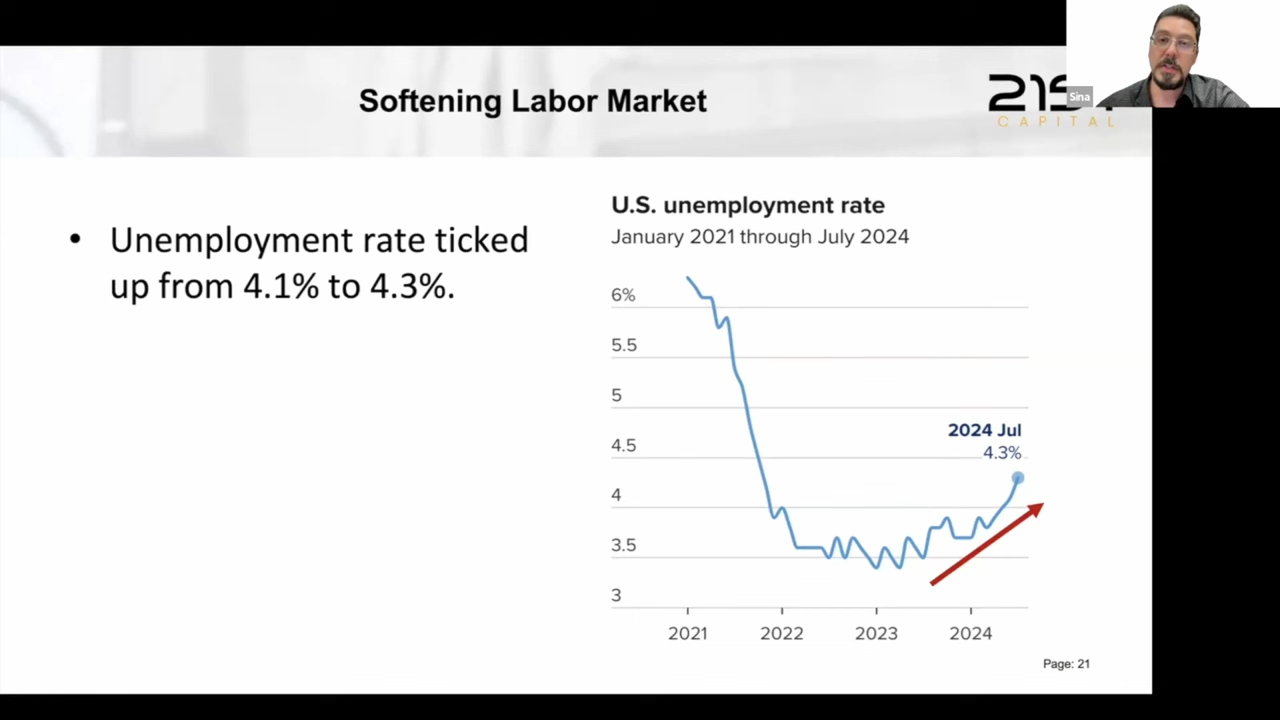 Softening Labor Market
Sina
CAPITAL
• Unemployment rate ticked
up from 4.1% to 4.3%.
U.S. unemployment rate
January 2021 through July 2024
6%
5.5
5
4.5
4
3.5
3
2024 Jul
4.3%
2021 2022 2023 2024
Page: 21